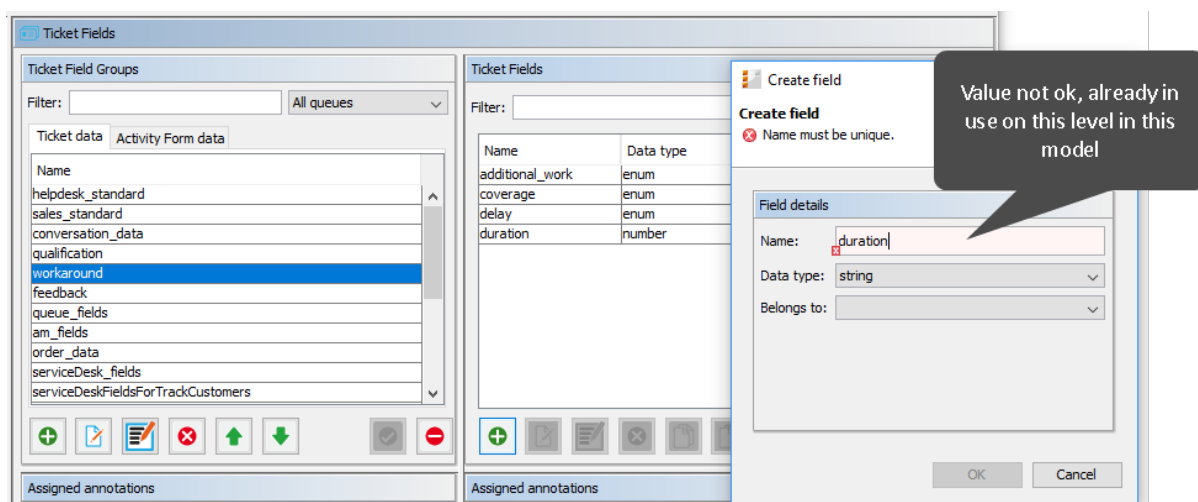 Ticket Fields
Ticket Field Groups
Filter:
All queues
Ticket data
Activity Form data
Name
helpdesk_standard
sales_standard
conversation_data
qualification
workaround
feedback
queue_fields
am_fields
order_data
serviceDesk_fields
serviceDeskFieldsForTrackCustomers
Assigned annotations
Ticket Fields
Filter:
Name Data type
additional_work enum
coverage enum
delay enum
duration number
Assigned annotations
Create field
Create field
Name must be unique.
Field details
Name: duration
Data type: string
Belongs to:
OK Cancel
Value not ok, already in
use on this level in this
model